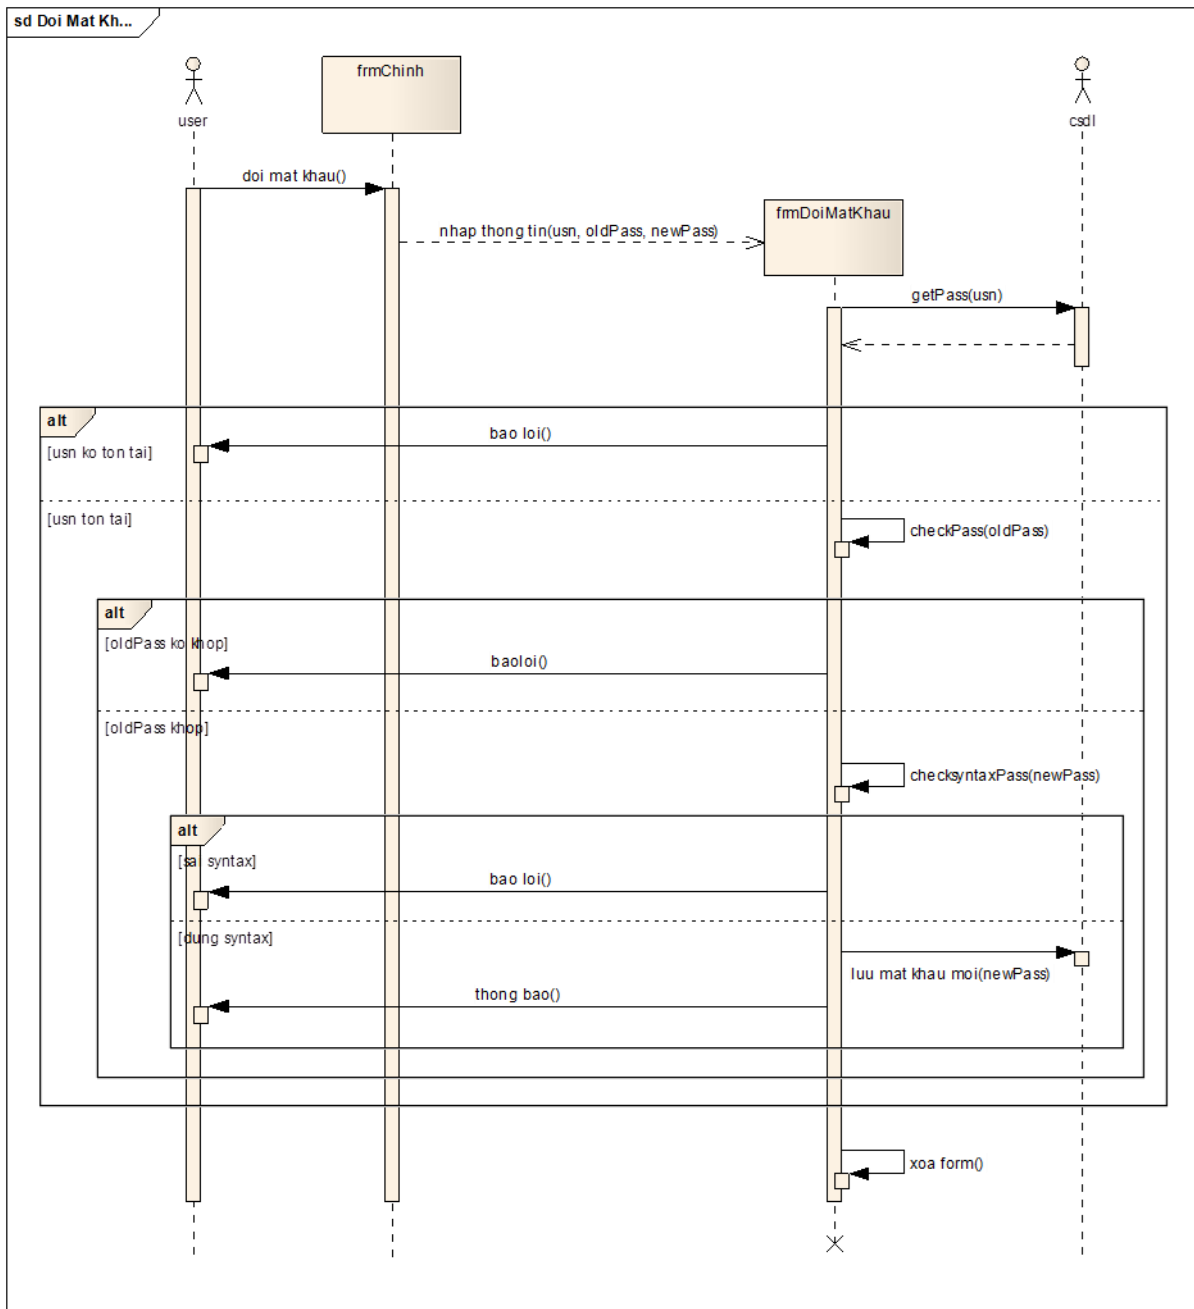 sd Doi Mat Kh...
frmChinh
user
csdl
doi mat khau()
frmDoiMatKhau
nhap thong tin(usn, oldPass, newPass)
getPass(usn)
alt
bao loi()
[usn ko ton tai]
[usn ton tai]
checkPass(oldPass)
alt
[oldPass ko khop]
baoloi()
[oldPass khop]
checksyntaxPass(newPass)
alt
[sai syntax]
bao loi()
[dung syntax]
luu mat khau moi(newPass)
thong bao()
xoa form()